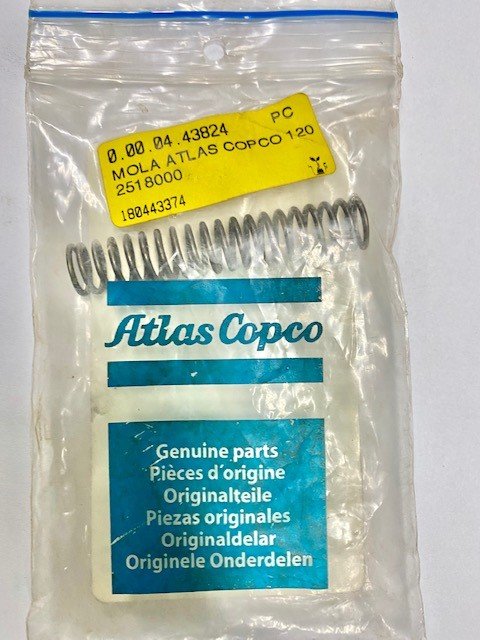 0.00.04.43824 PC
MOLA ATLAS COPCO 120
2518000
180443374
Atlas Copco
Genuine parts
Pièces d´origine
Originalteile
Piezas originales
Originaldelar
Originele Onderdelen